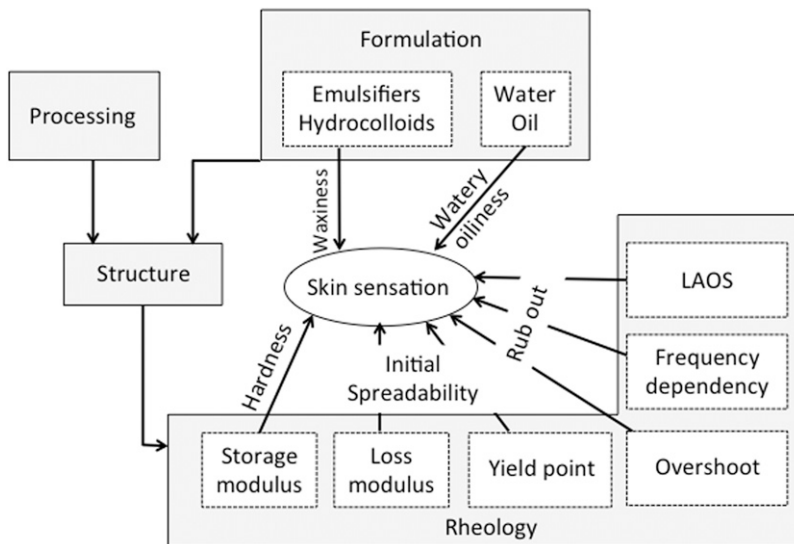 Formulation
Emulsifiers
Hydrocolloids
Water
Oil
Processing
Waxiness
Watery
oiliness
Structure
Skin sensation
LAOS
Rub out
Hardness
Initial
Spreadability
Frequency
dependency
Storage
modulus
Loss
modulus
Yield point
Overshoot
Rheology